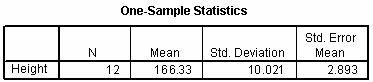 One-Sample Statistics
N Mean Std. Deviation Std. Error Mean
Height 12 166.33 10.021 2.893